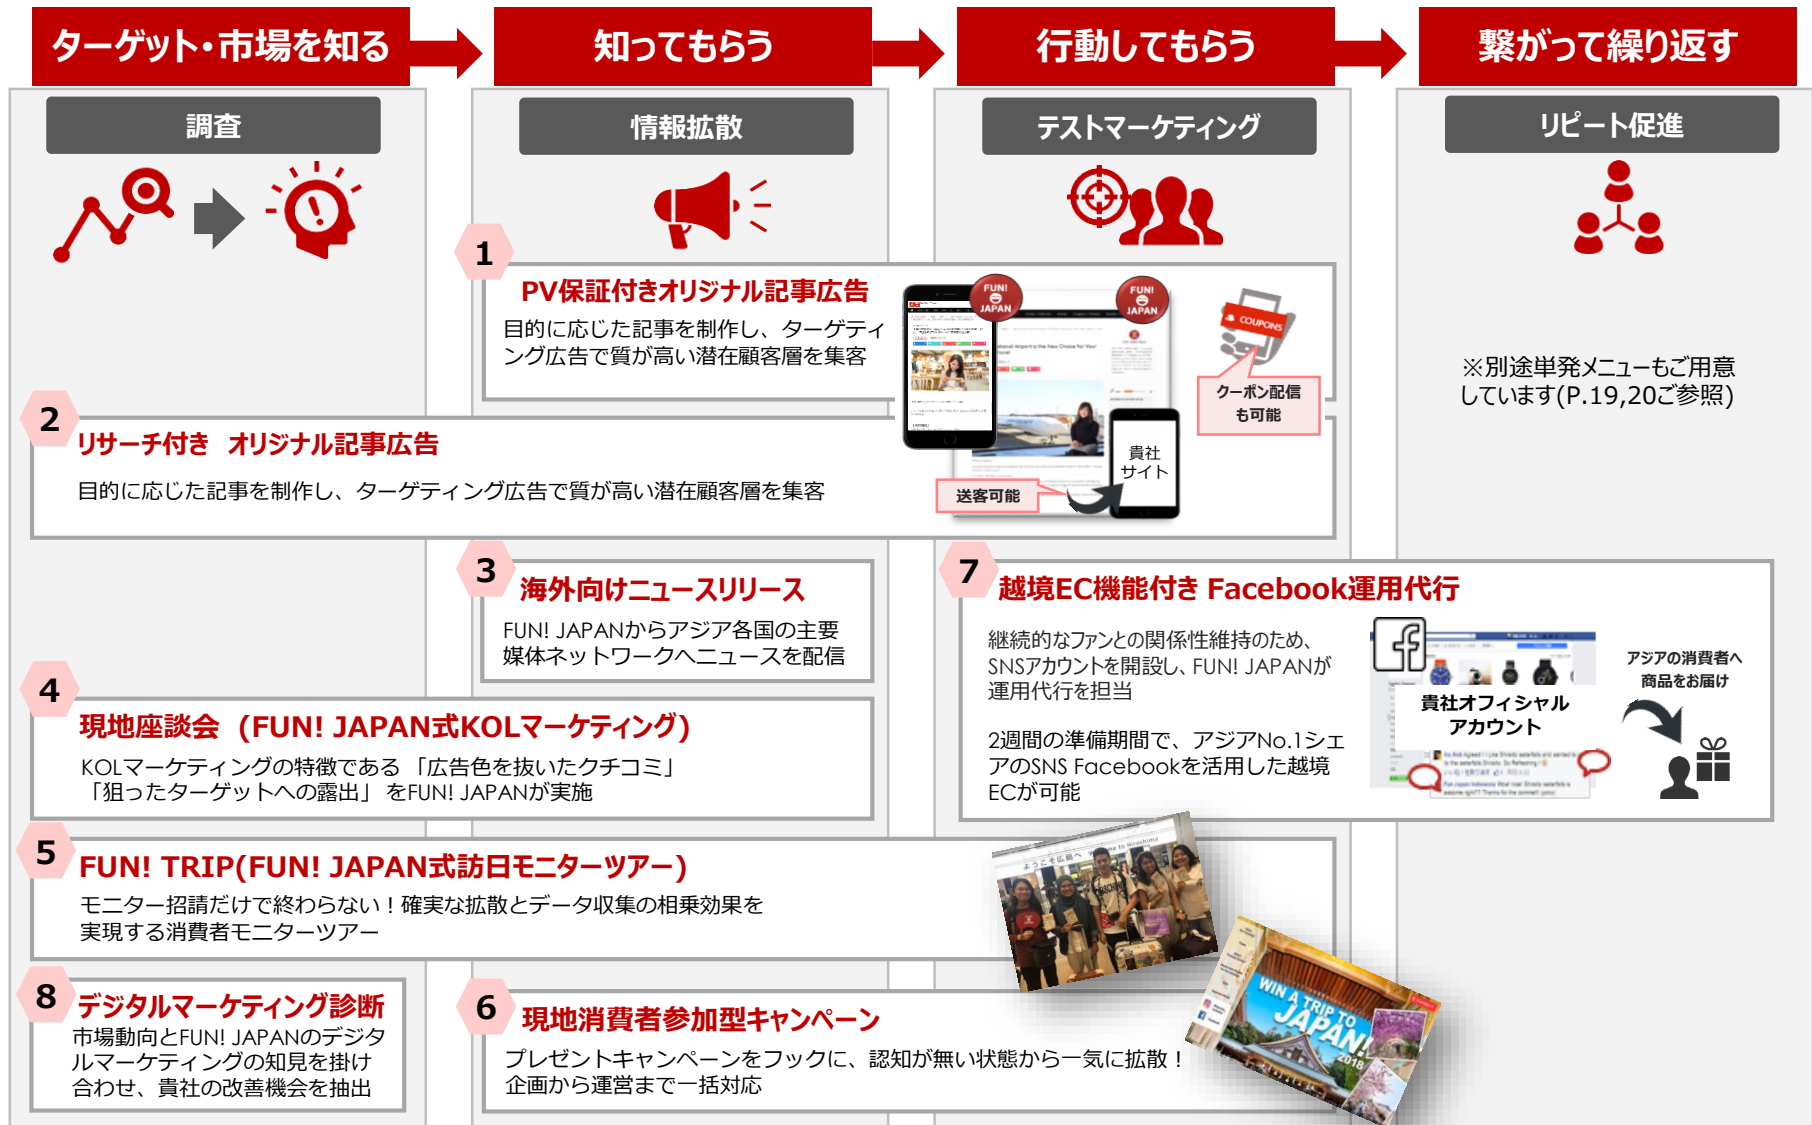 ターゲット・市場を知る
知ってもらう
行動してもらう
繋がって繰り返す
調査
情報拡散
テストマーケティング
リピート促進
1
PV保証付きオリジナル記事広告
目的に応じた記事を制作し、ターゲティ
ング広告で質が高い潜在顧客層を集客
FUN!
JAPAN
FUN!
JAPAN
COUPONS
クーポン配信
も可能
貴社
サイト
送客可能
※別途単発メニューもご用意
しています(P.19,20ご参照)
2
リサーチ付き オリジナル記事広告
目的に応じた記事を制作し、ターゲティング広告で質が高い潜在顧客層を集客
3
海外向けニュースリリース
FUN! JAPANからアジア各国の主要
媒体ネットワークへニュースを配信
7
越境EC機能付き Facebook運用代行
継続的なファンとの関係性維持のため、
SNSアカウントを開設し、FUN! JAPANが
運用代行を担当
2週間の準備期間で、アジアNo.1シェ
アのSNS Facebookを活用した越境
ECが可能
貴社オフィシャル
アカウント
アジアの消費者へ
商品をお届け
4
現地座談会 (FUN! JAPAN式KOLマーケティング)
KOLマーケティングの特徴である 「広告色を抜いたクチコミ」
「狙ったターゲットへの露出」 をFUN! JAPANが実施
5
FUN! TRIP(FUN! JAPAN式訪日モニターツアー)
モニター招請だけで終わらない！確実な拡散とデータ収集の相乗効果を
実現する消費者モニターツアー
ようこそ広島へ Welcome to Hiroshima
8
デジタルマーケティング診断
市場動向とFUN! JAPANのデジタ
ルマーケティングの知見を掛け
合わせ、貴社の改善機会を抽出
6
現地消費者参加型キャンペーン
プレゼントキャンペーンをフックに、認知が無い状態から一気に拡散！
企画から運営まで一括対応
WIN A TRIP TO
JAPAN!
2018